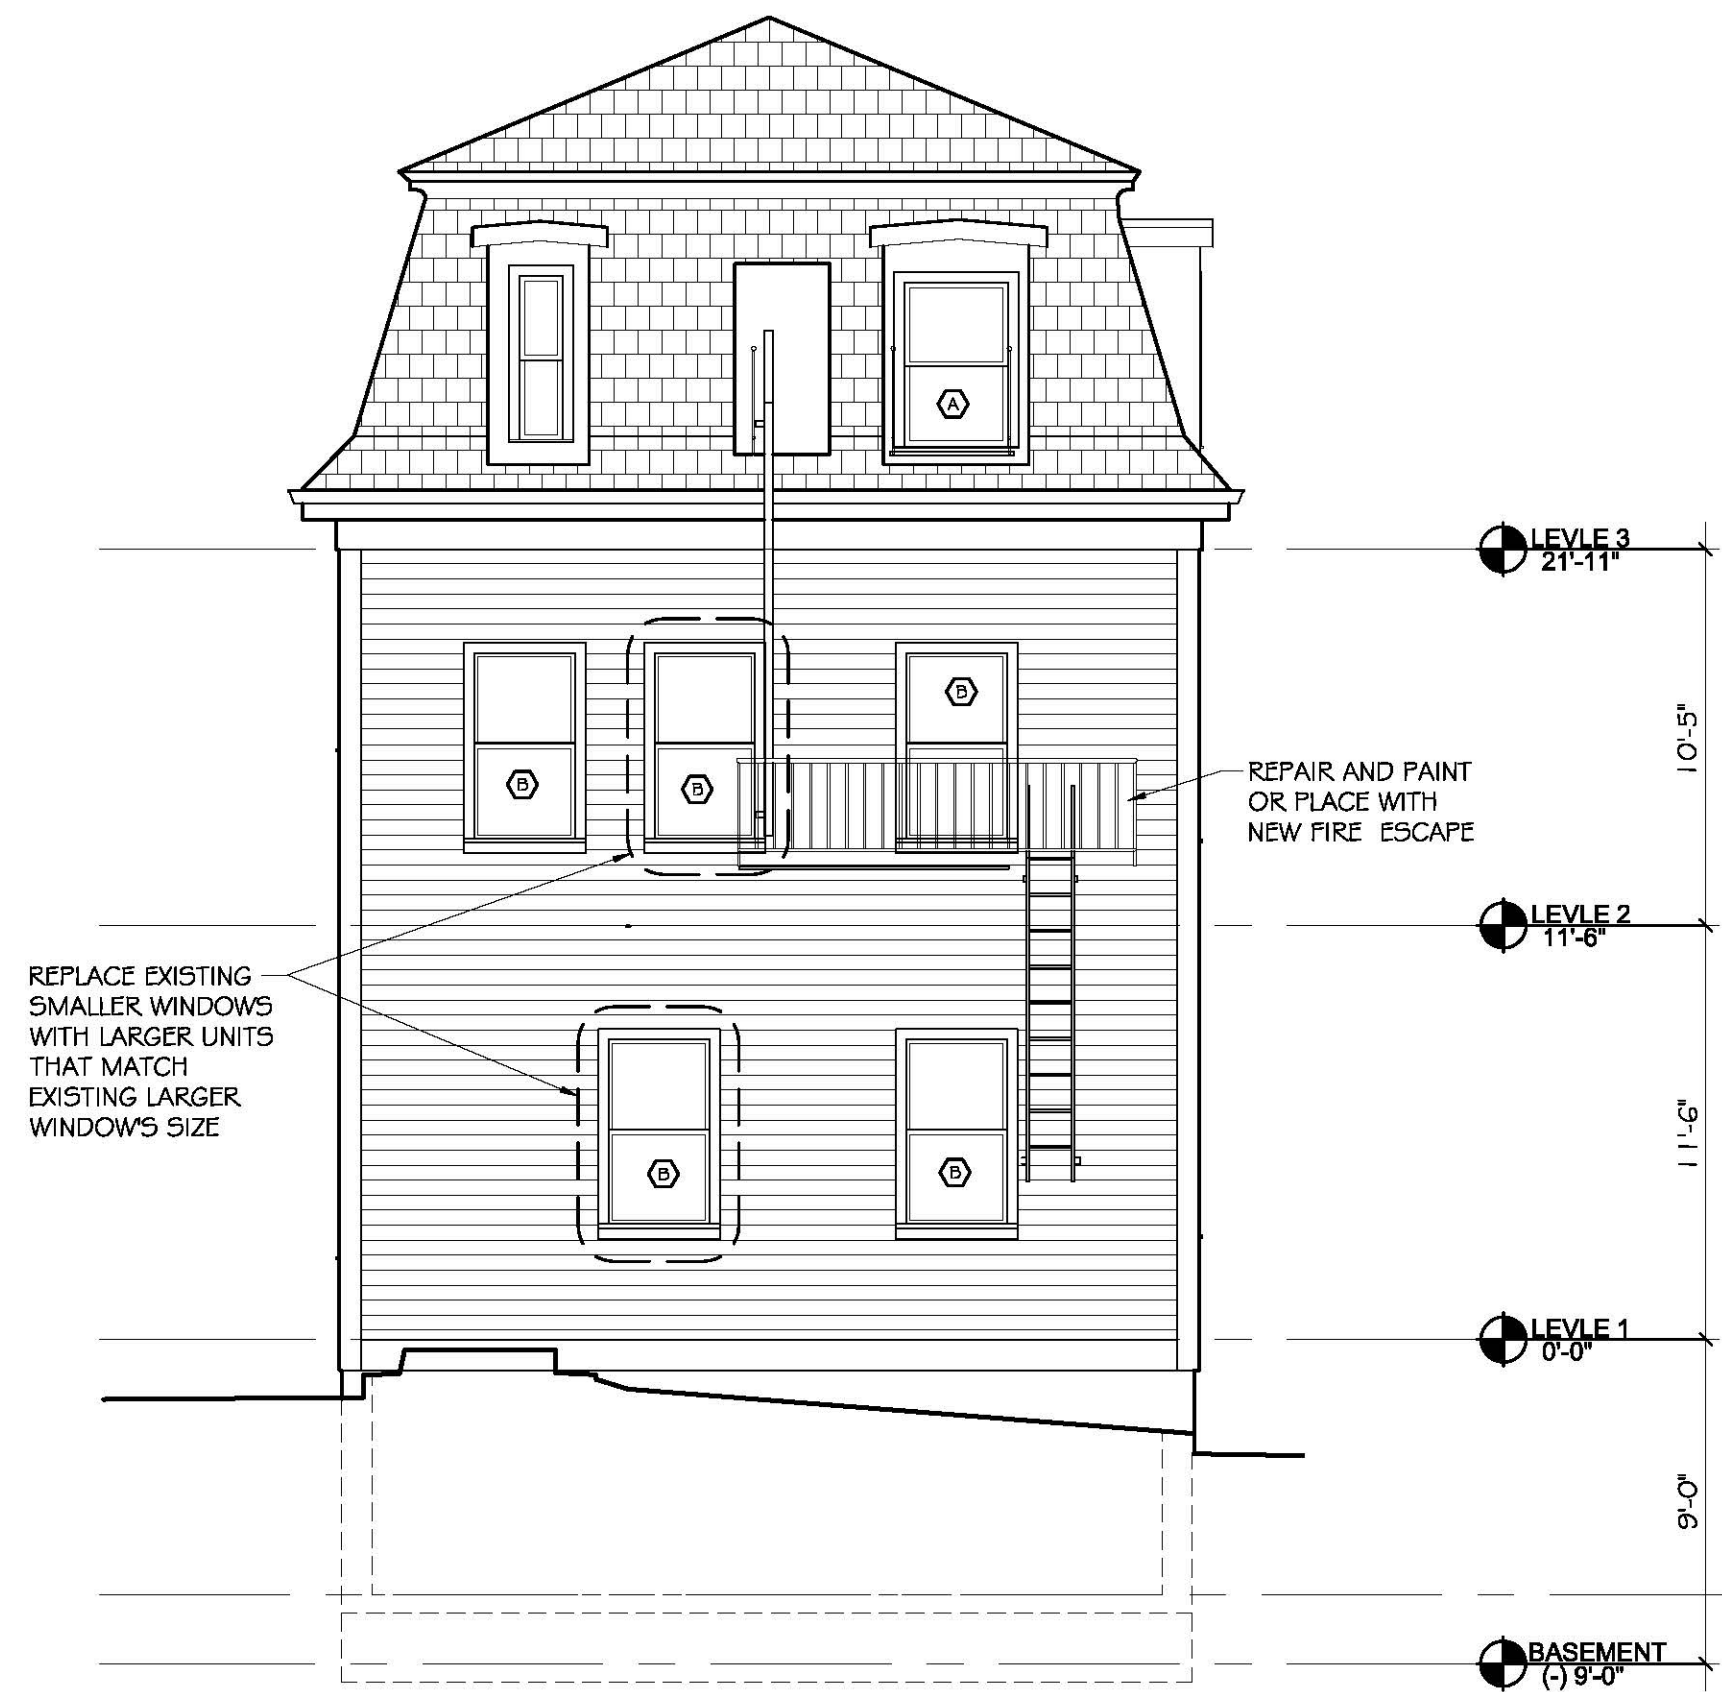 A
LEVLE 3
21'-11"
B
B
B
10'-5"
REPAIR AND PAINT
OR PLACE WITH
NEW FIRE ESCAPE
LEVLE 2
11'-6"
REPLACE EXISTING
SMALLER WINDOWS
WITH LARGER UNITS
THAT MATCH
EXISTING LARGER
WINDOW'S SIZE
B
B
11'-6"
LEVLE 1
0'-0"
9'-0"
BASEMENT
(-) 9'-0"